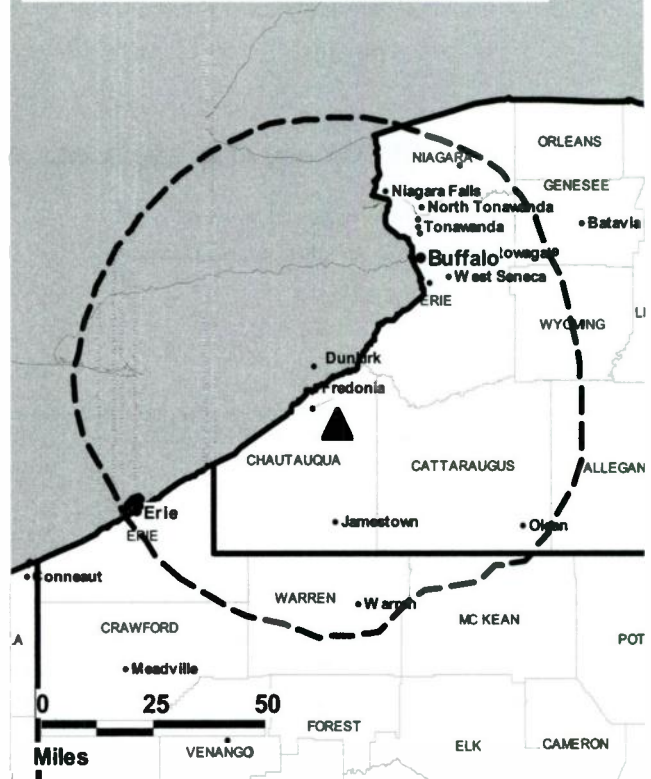 ORLEANS
NIAGARA
GENESEE
Niagara Falls
North Tonawanda
Batavia
Tonawanda
Buffalo
West Seneca
ERIE
WYOMING
LI
Dunkirk
Fredonia
CHAUTAUQUA
CATTARAUGUS
ALLEGAN
Erie
Jamestown
Olean
ERIE
Conneaut
WARREN
Warren
MC KEAN
CRAWFORD
A
POT
Meadville
0 25 50
Miles
FOREST
VENANGO
ELK
CAMERON